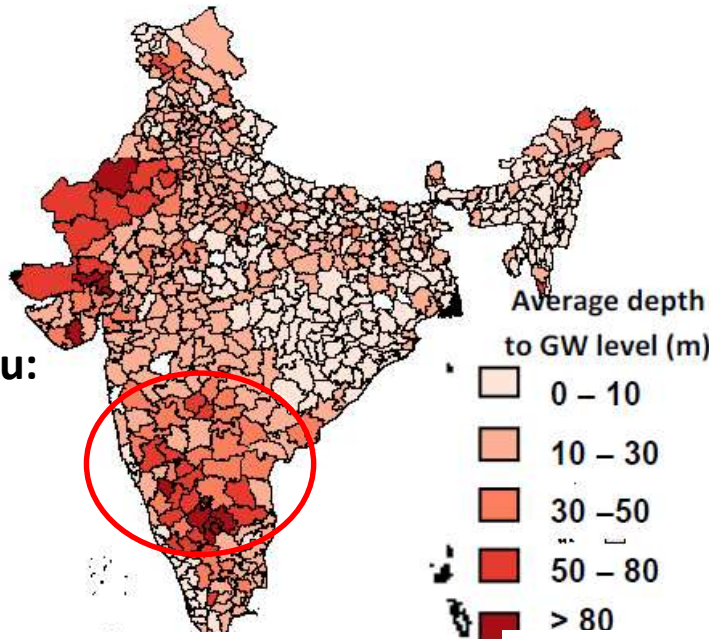 u:
Average depth
to GW level (m)
0 – 10
10 – 30
30 –50
50 – 80
> 80